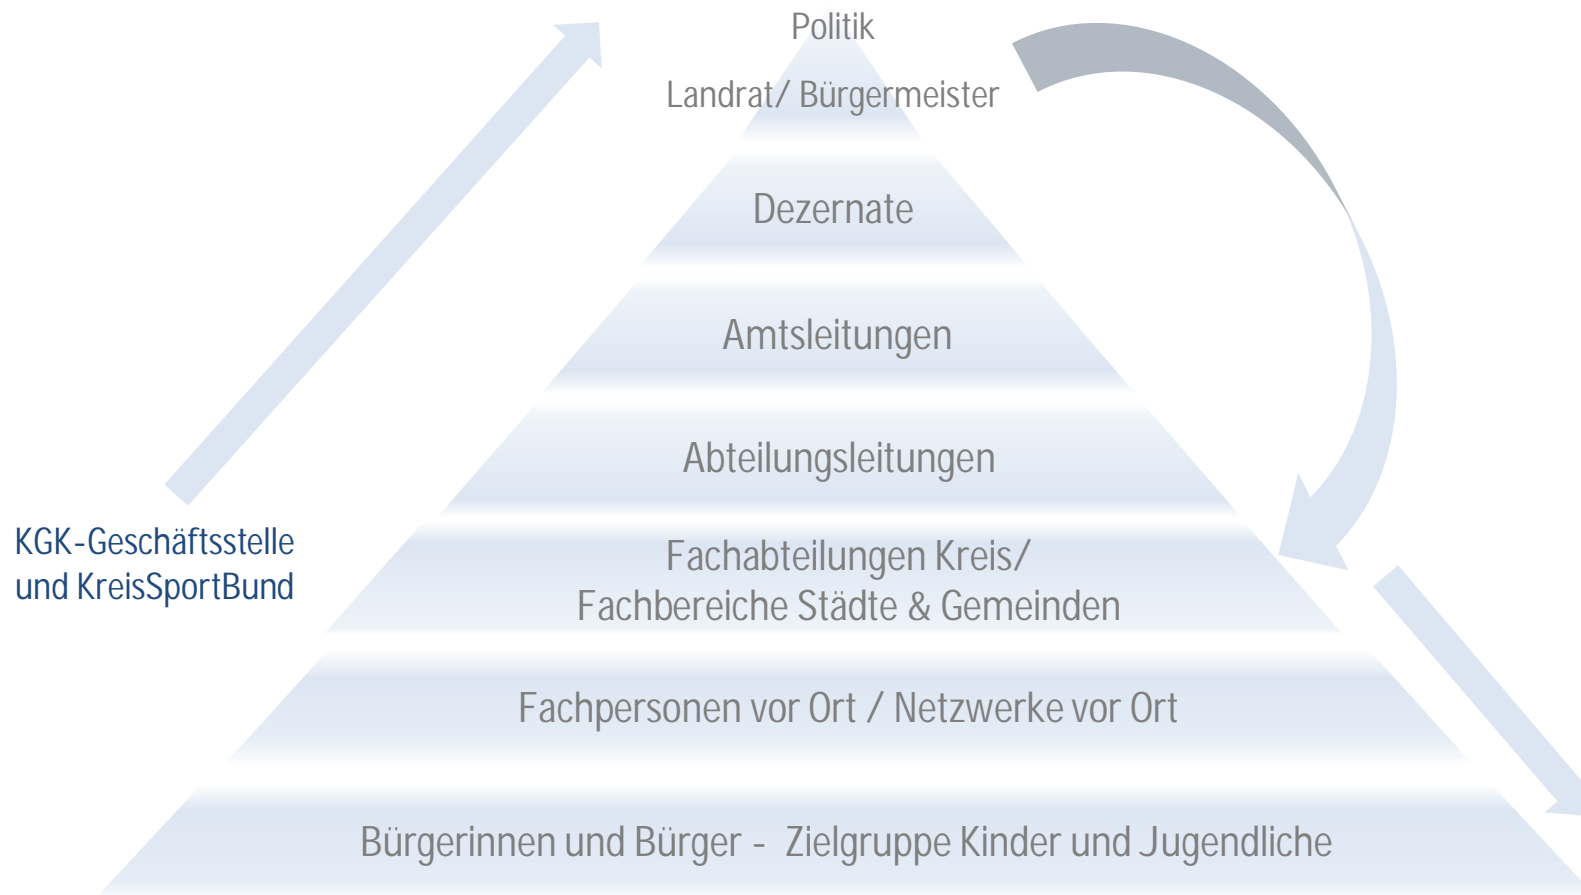 Politik
Landrat/ Bürgermeister
Dezernate
Amtsleitungen
Abteilungsleitungen
KGK-Geschäftsstelle
und KreisSportBund
Fachabteilungen Kreis/
Fachbereiche Städte & Gemeinden
Fachpersonen vor Ort / Netzwerke vor Ort
Bürgerinnen und Bürger - Zielgruppe Kinder und Jugendliche